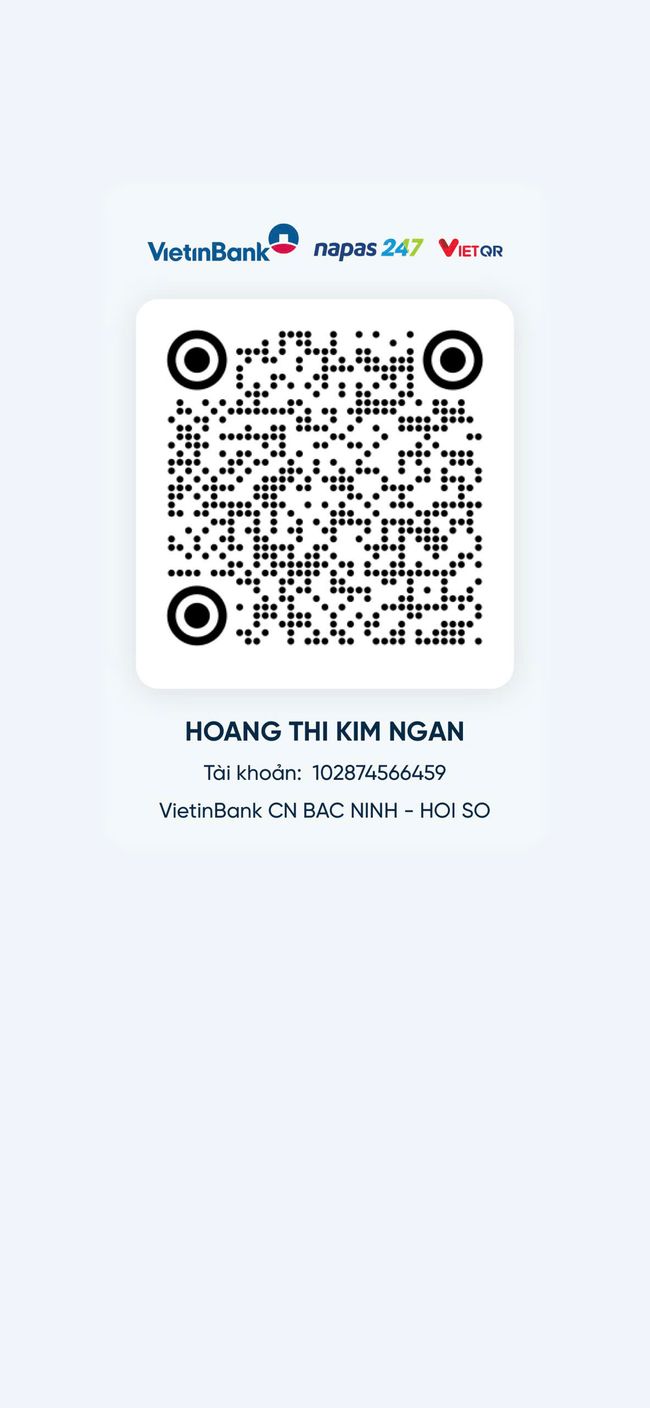 VietinBank napas 247 VIETQR
HOANG THI KIM NGAN
Tài khoản: 102874566459
VietinBank CN BAC NINH - HOI SO